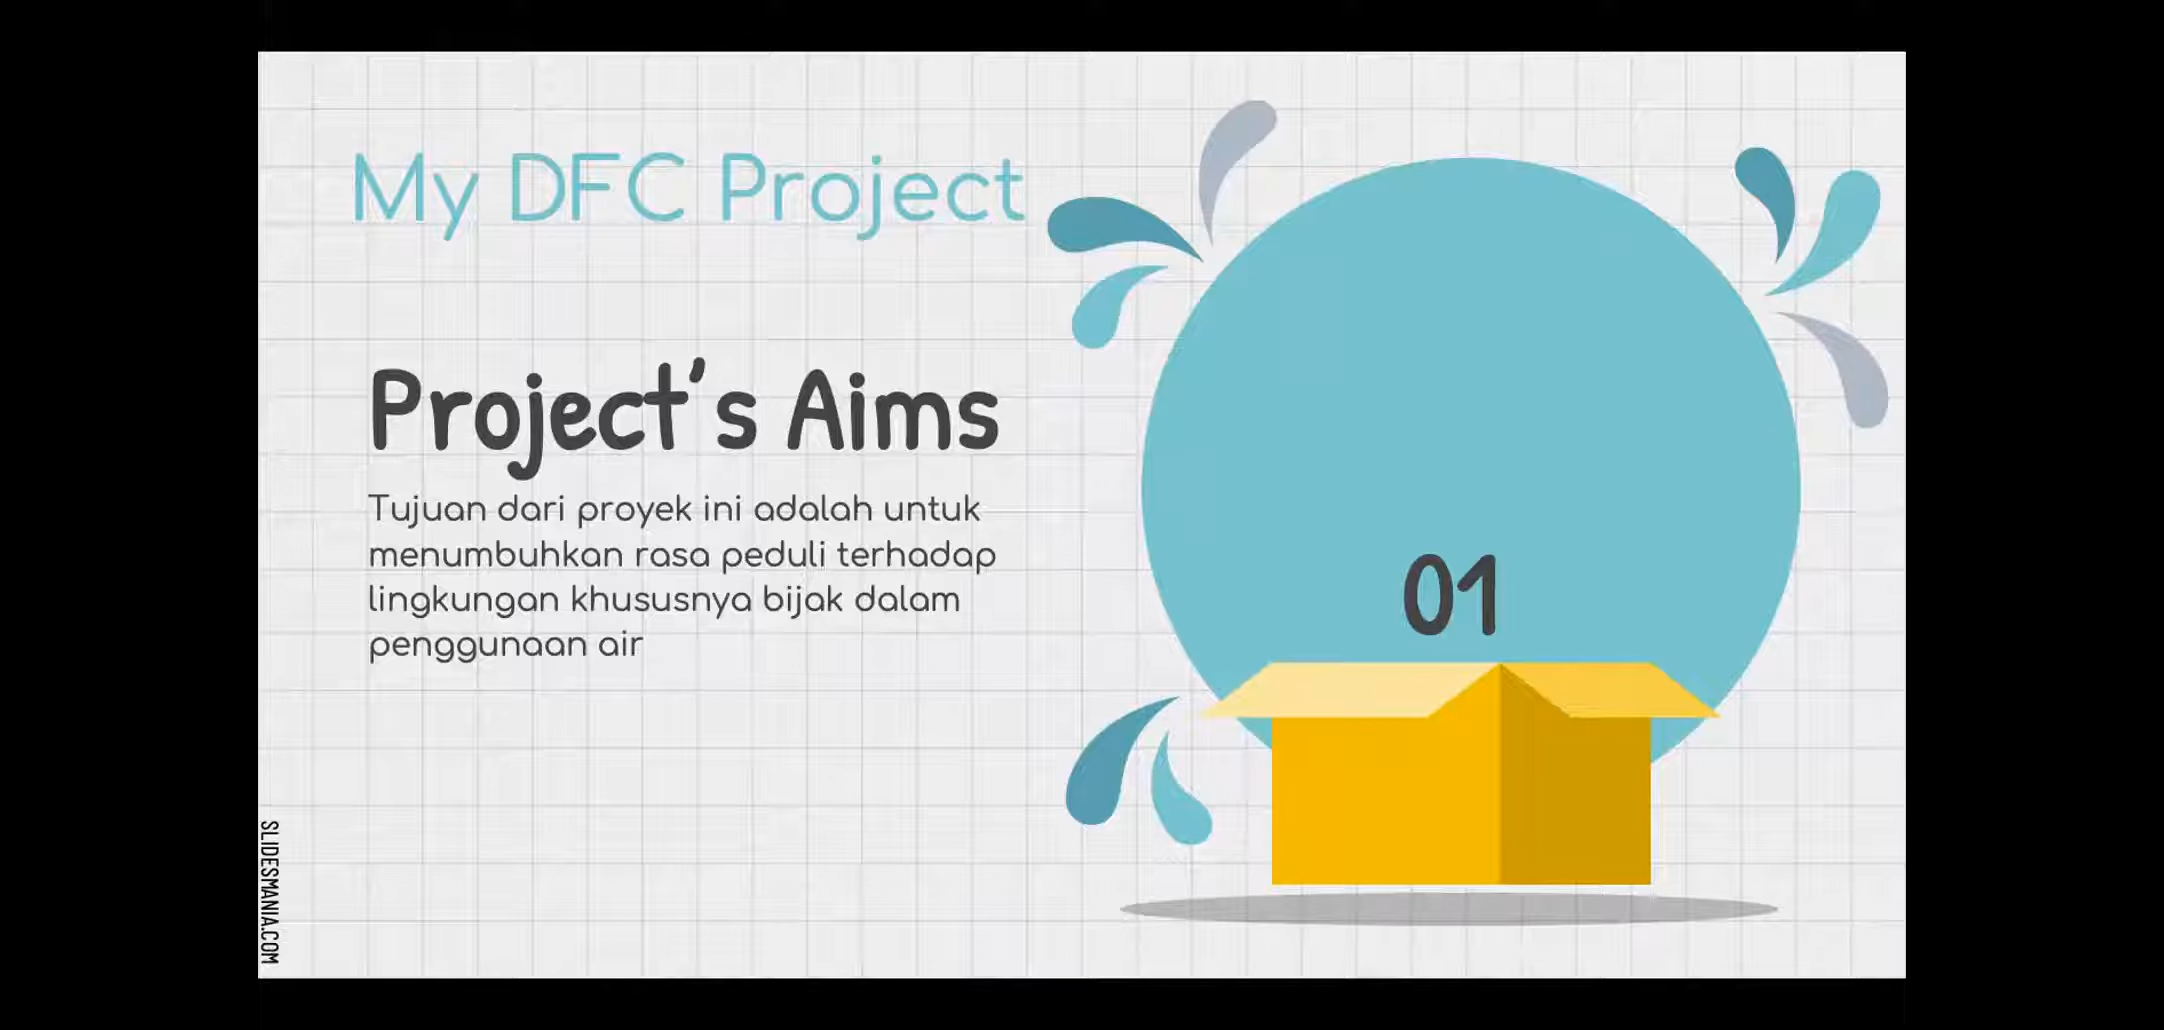 My DFC Project
Project's Aims
Tujuan dari proyek ini adalah untuk
menumbuhkan rasa peduli terhadap
lingkungan khususnya bijak dalam
penggunaan air
01
SLIDESMANIA.COM